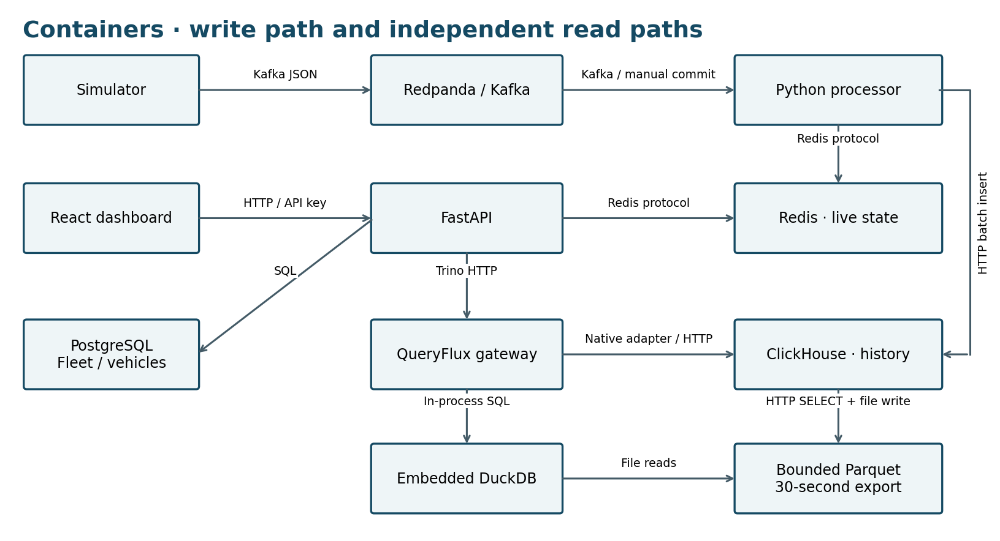 Containers · write path and independent read paths
Simulator
Kafka JSON
Redpanda / Kafka
Kafka / manual commit
Python processor
Redis protocol
HTTP batch insert
React dashboard
HTTP / API key
FastAPI
Redis protocol
Redis · live state
SQL
Trino HTTP
PostgreSQL
Fleet / vehicles
QueryFlux gateway
Native adapter / HTTP
ClickHouse · history
In-process SQL
HTTP SELECT + file write
Embedded DuckDB
File reads
Bounded Parquet
30-second export